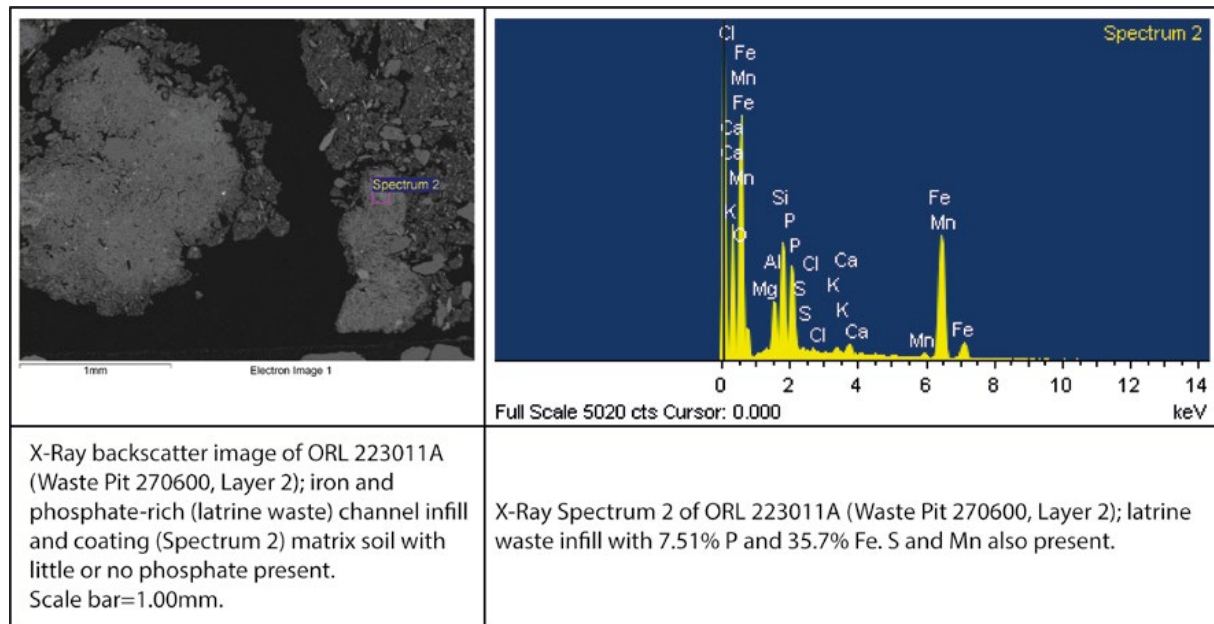 Spectrum 2
1mm
Electron Image 1
Spectrum 2
Cl
Fe
Mn
Fe
Ca
Ca
Mn
K
O
Si
P
P
Al
Mg
Cl
S
S
Cl
Ca
K
K
Ca
Fe
Mn
Mn
Fe
0 2 4 6 8 10 12 14
Full Scale 5020 cts Cursor: 0.000 keV
X-Ray backscatter image of ORL 223011A
(Waste Pit 270600, Layer 2); iron and
phosphate-rich (latrine waste) channel infill
and coating (Spectrum 2) matrix soil with
little or no phosphate present.
Scale bar=1.00mm.
X-Ray Spectrum 2 of ORL 223011A (Waste Pit 270600, Layer 2); latrine
waste infill with 7.51% P and 35.7% Fe. S and Mn also present.